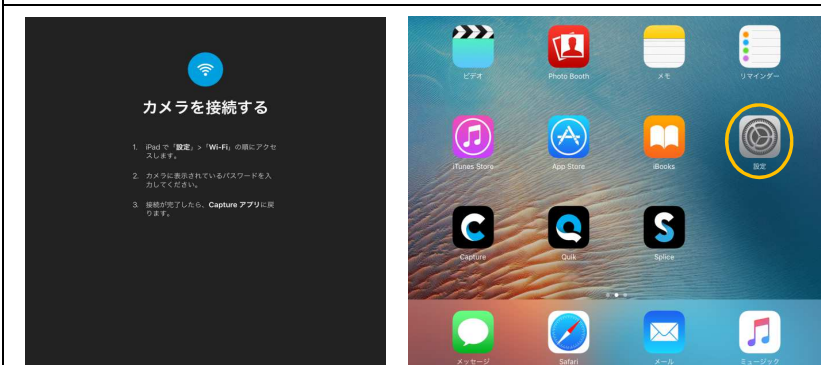 カメラを接続する
1. iPad で「設定」>「Wi-Fi」の順にアクセ
スします。
2. カメラに表示されているパスワードを入
力してください。
3. 接続が完了したら、Capture アプリに戻
ります。
ビデオ Photo Booth メモ リマインダー
iTunes Store App Store iBooks 設定
Capture Quik Splice
メッセージ Safari メール ミュージック